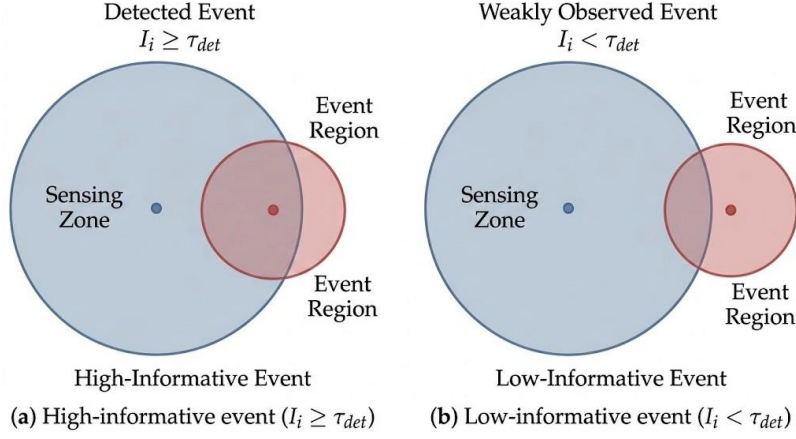 Detected Event
I_i ≥ τ_det
Event
Region
Sensing
Zone
Event
Region
High-Informative Event
(a) High-informative event (I_i ≥ τ_det)
Weakly Observed Event
I_i < τ_det
Event
Region
Sensing
Zone
Event
Region
Low-Informative Event
(b) Low-informative event (I_i < τ_det)